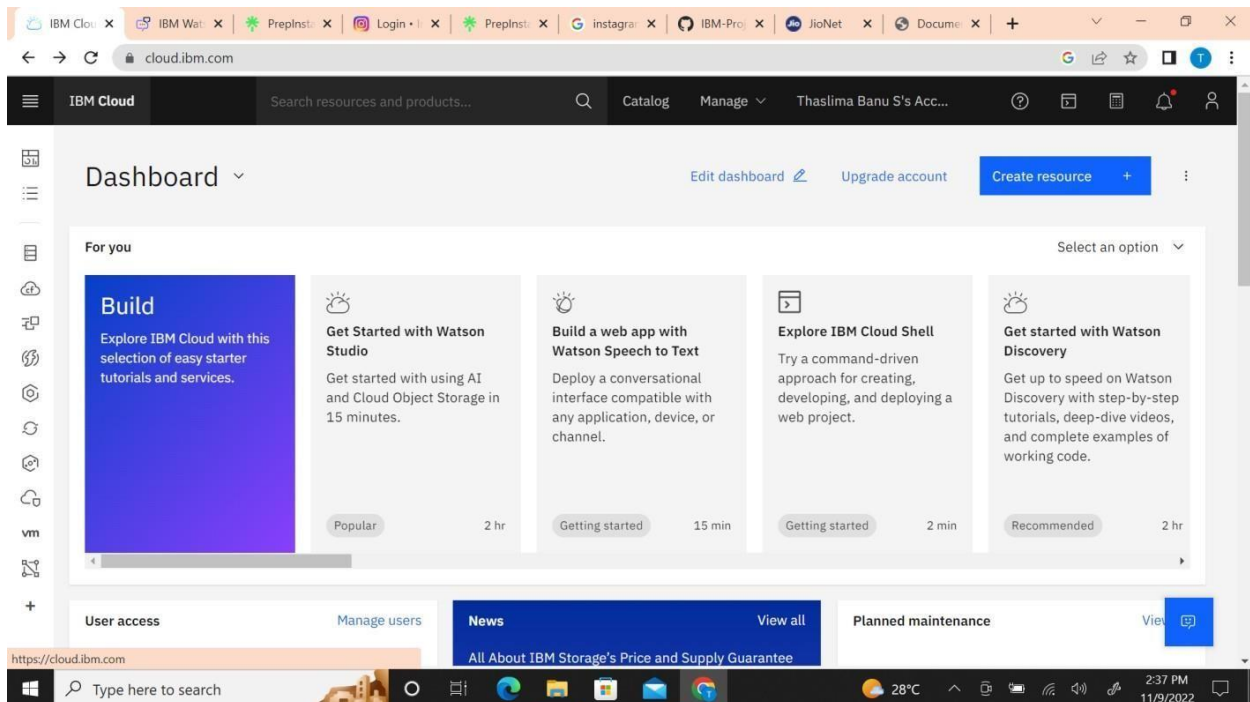 IBM Clou
IBM Wat
PrepInst
Login • I
PrepInst
instagrar
IBM-Proj
JioNet
Docume
cloud.ibm.com
G
T
IBM Cloud
Search resources and products...
Catalog
Manage
Thaslima Banu S's Acc...
Dashboard
Edit dashboard
Upgrade account
Create resource +
For you
Select an option
Build
Explore IBM Cloud with this
selection of easy starter
tutorials and services.
Get Started with Watson
Studio
Get started with using AI
and Cloud Object Storage in
15 minutes.
Popular
2 hr
Build a web app with
Watson Speech to Text
Deploy a conversational
interface compatible with
any application, device, or
channel.
Getting started
15 min
Explore IBM Cloud Shell
Try a command-driven
approach for creating,
developing, and deploying a
web project.
Getting started
2 min
Get started with Watson
Discovery
Get up to speed on Watson
Discovery with step-by-step
tutorials, deep-dive videos,
and complete examples of
working code.
Recommended
2 hr
cf
vm
User access
Manage users
News
View all
All About IBM Storage's Price and Supply Guarantee
Planned maintenance
Vie
https://cloud.ibm.com
Type here to search
28°C
2:37 PM
11/9/2022